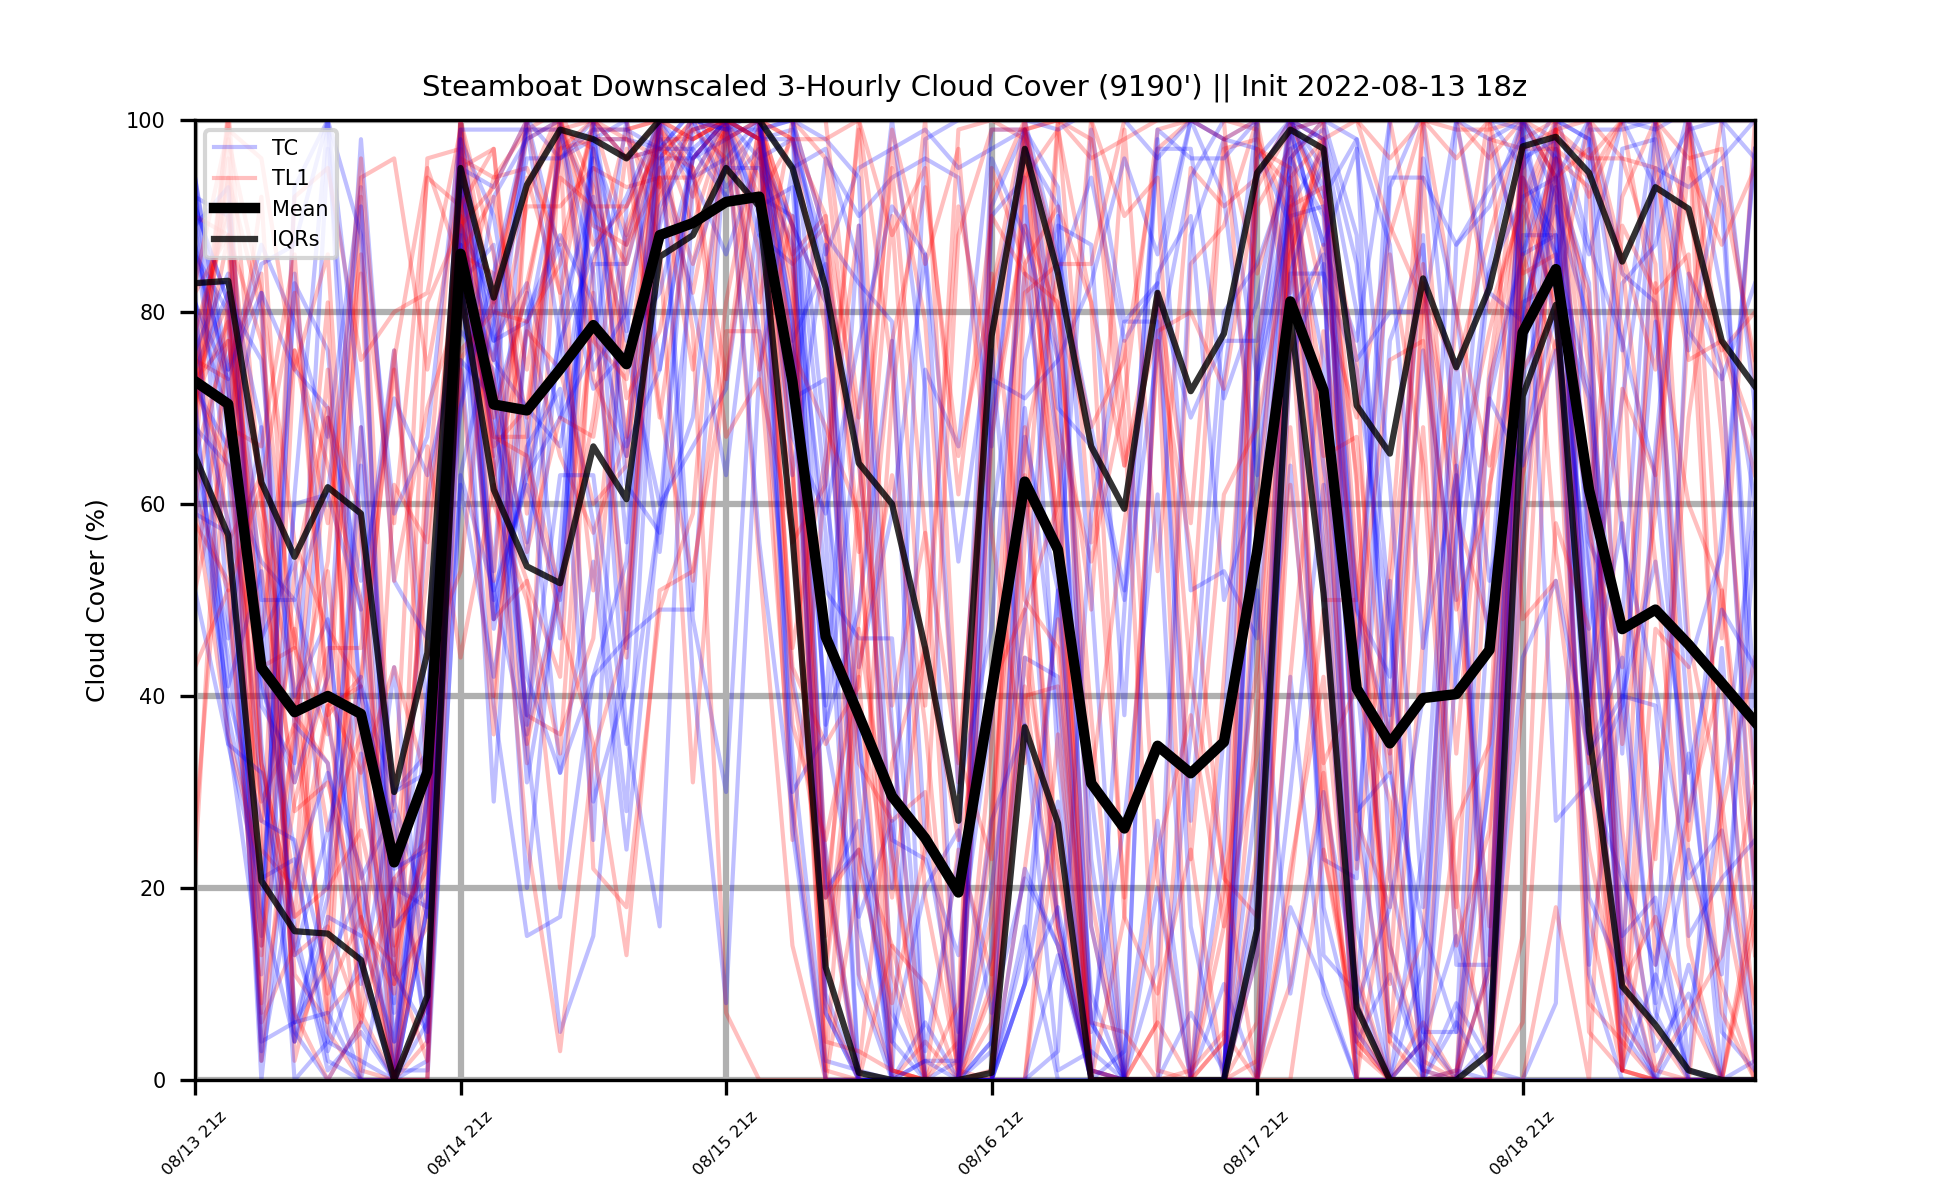 Steamboat Downscaled 3-Hourly Cloud Cover (9190') || Init 2022-08-13 18z
100
80
60
40
20
0
Cloud Cover (%)
TC
TL1
Mean
IQRs
08/13 21z
08/14 21z
08/15 21z
08/16 21z
08/17 21z
08/18 21z